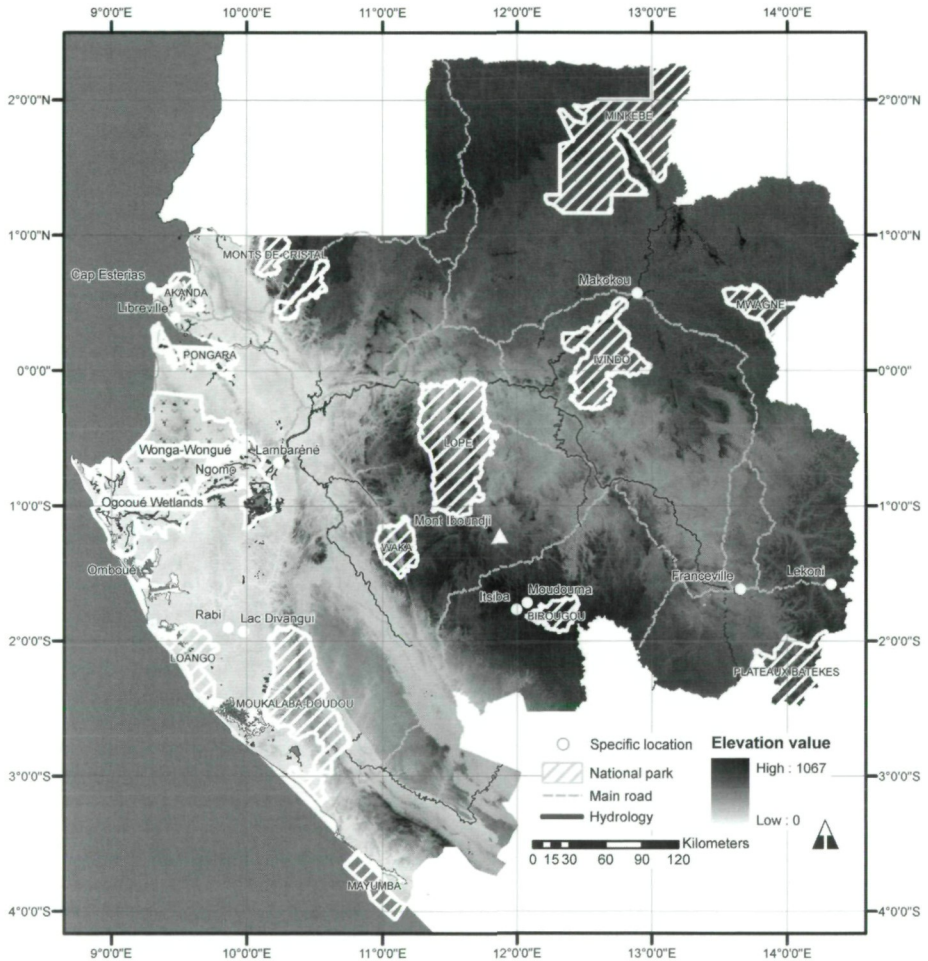 9°0'0"E 10°0'0"E 11°0'0"E 12°0'0"E 13°0'0"E 14°0'0"E
2°0'0"N 2°0'0"N
MINKEBE
1°0'0"N 1°0'0"N
MONTS DE CRISTAL
Cap Esterias
AKANDA
Makokou
MWAGNE
Libreville
PONGARA
IVINDO
0°0'0" 0°0'0"
LOPE
Wonga-Wongué
Lambaréné
Ngomo
Ogooué Wetlands
1°0'0"S 1°0'0"S
Mont Iboundji
WAKA
Omboué
Franceville
Lekoni
Itsiba
Moudouma
BIROUGOU
Rabi
Lac Divangui
2°0'0"S 2°0'0"S
LOANGO
PLATEAUX BATEKES
MOUKALABA-DOUDOU
Specific location
National park
Main road
Hydrology
Elevation value
High : 1067
Low : 0
3°0'0"S 3°0'0"S
Kilometers
0 15 30 60 90 120
MAYUMBA
4°0'0"S 4°0'0"S
9°0'0"E 10°0'0"E 11°0'0"E 12°0'0"E 13°0'0"E 14°0'0"E